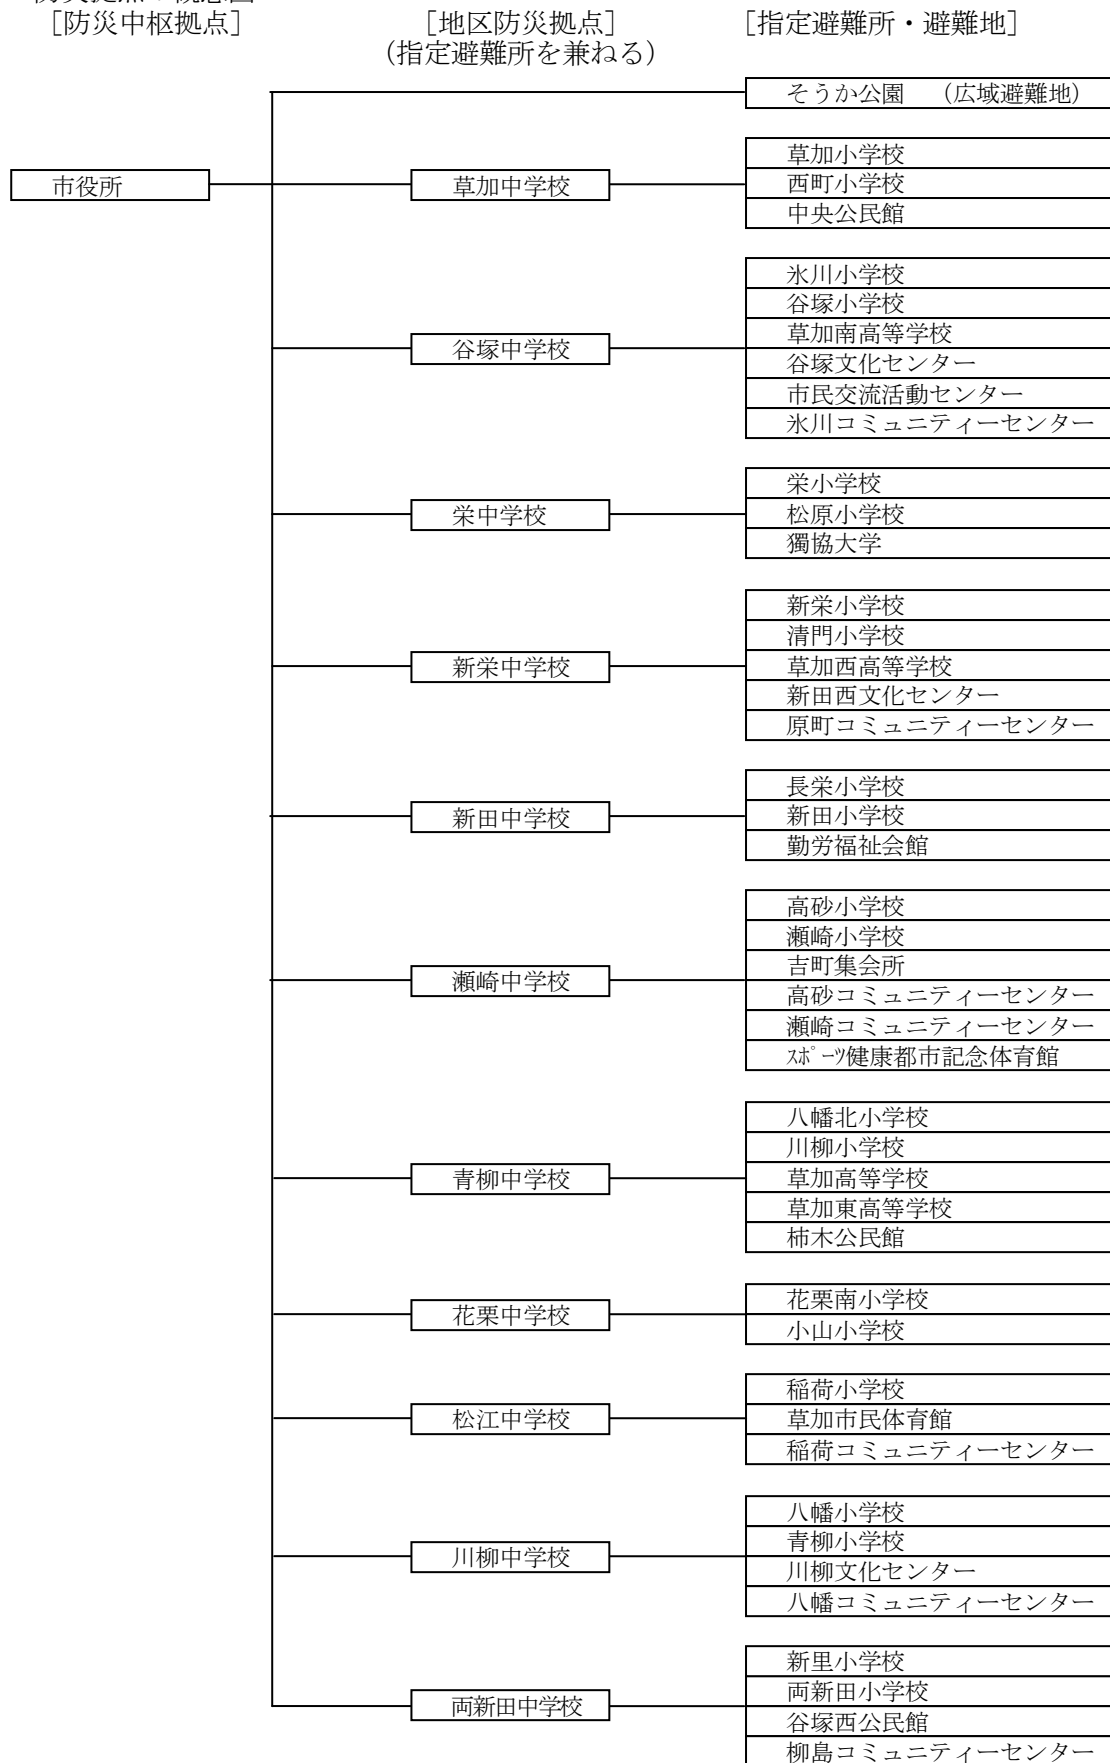 ［防災中枢拠点］
［地区防災拠点］
（指定避難所を兼ねる）
［指定避難所・避難地］
そうか公園　（広域避難地）
市役所
草加中学校
草加小学校
西町小学校
中央公民館
谷塚中学校
氷川小学校
谷塚小学校
草加南高等学校
谷塚文化センター
市民交流活動センター
氷川コミュニティーセンター
栄中学校
栄小学校
松原小学校
獨協大学
新栄中学校
新栄小学校
清門小学校
草加西高等学校
新田西文化センター
原町コミュニティーセンター
新田中学校
長栄小学校
新田小学校
勤労福祉会館
瀬崎中学校
高砂小学校
瀬崎小学校
吉町集会所
高砂コミュニティーセンター
瀬崎コミュニティーセンター
ｽﾎﾟｰﾂ健康都市記念体育館
青柳中学校
八幡北小学校
川柳小学校
草加高等学校
草加東高等学校
柿木公民館
花栗中学校
花栗南小学校
小山小学校
松江中学校
稲荷小学校
草加市民体育館
稲荷コミュニティーセンター
川柳中学校
八幡小学校
青柳小学校
川柳文化センター
八幡コミュニティーセンター
両新田中学校
新里小学校
両新田小学校
谷塚西公民館
柳島コミュニティーセンター